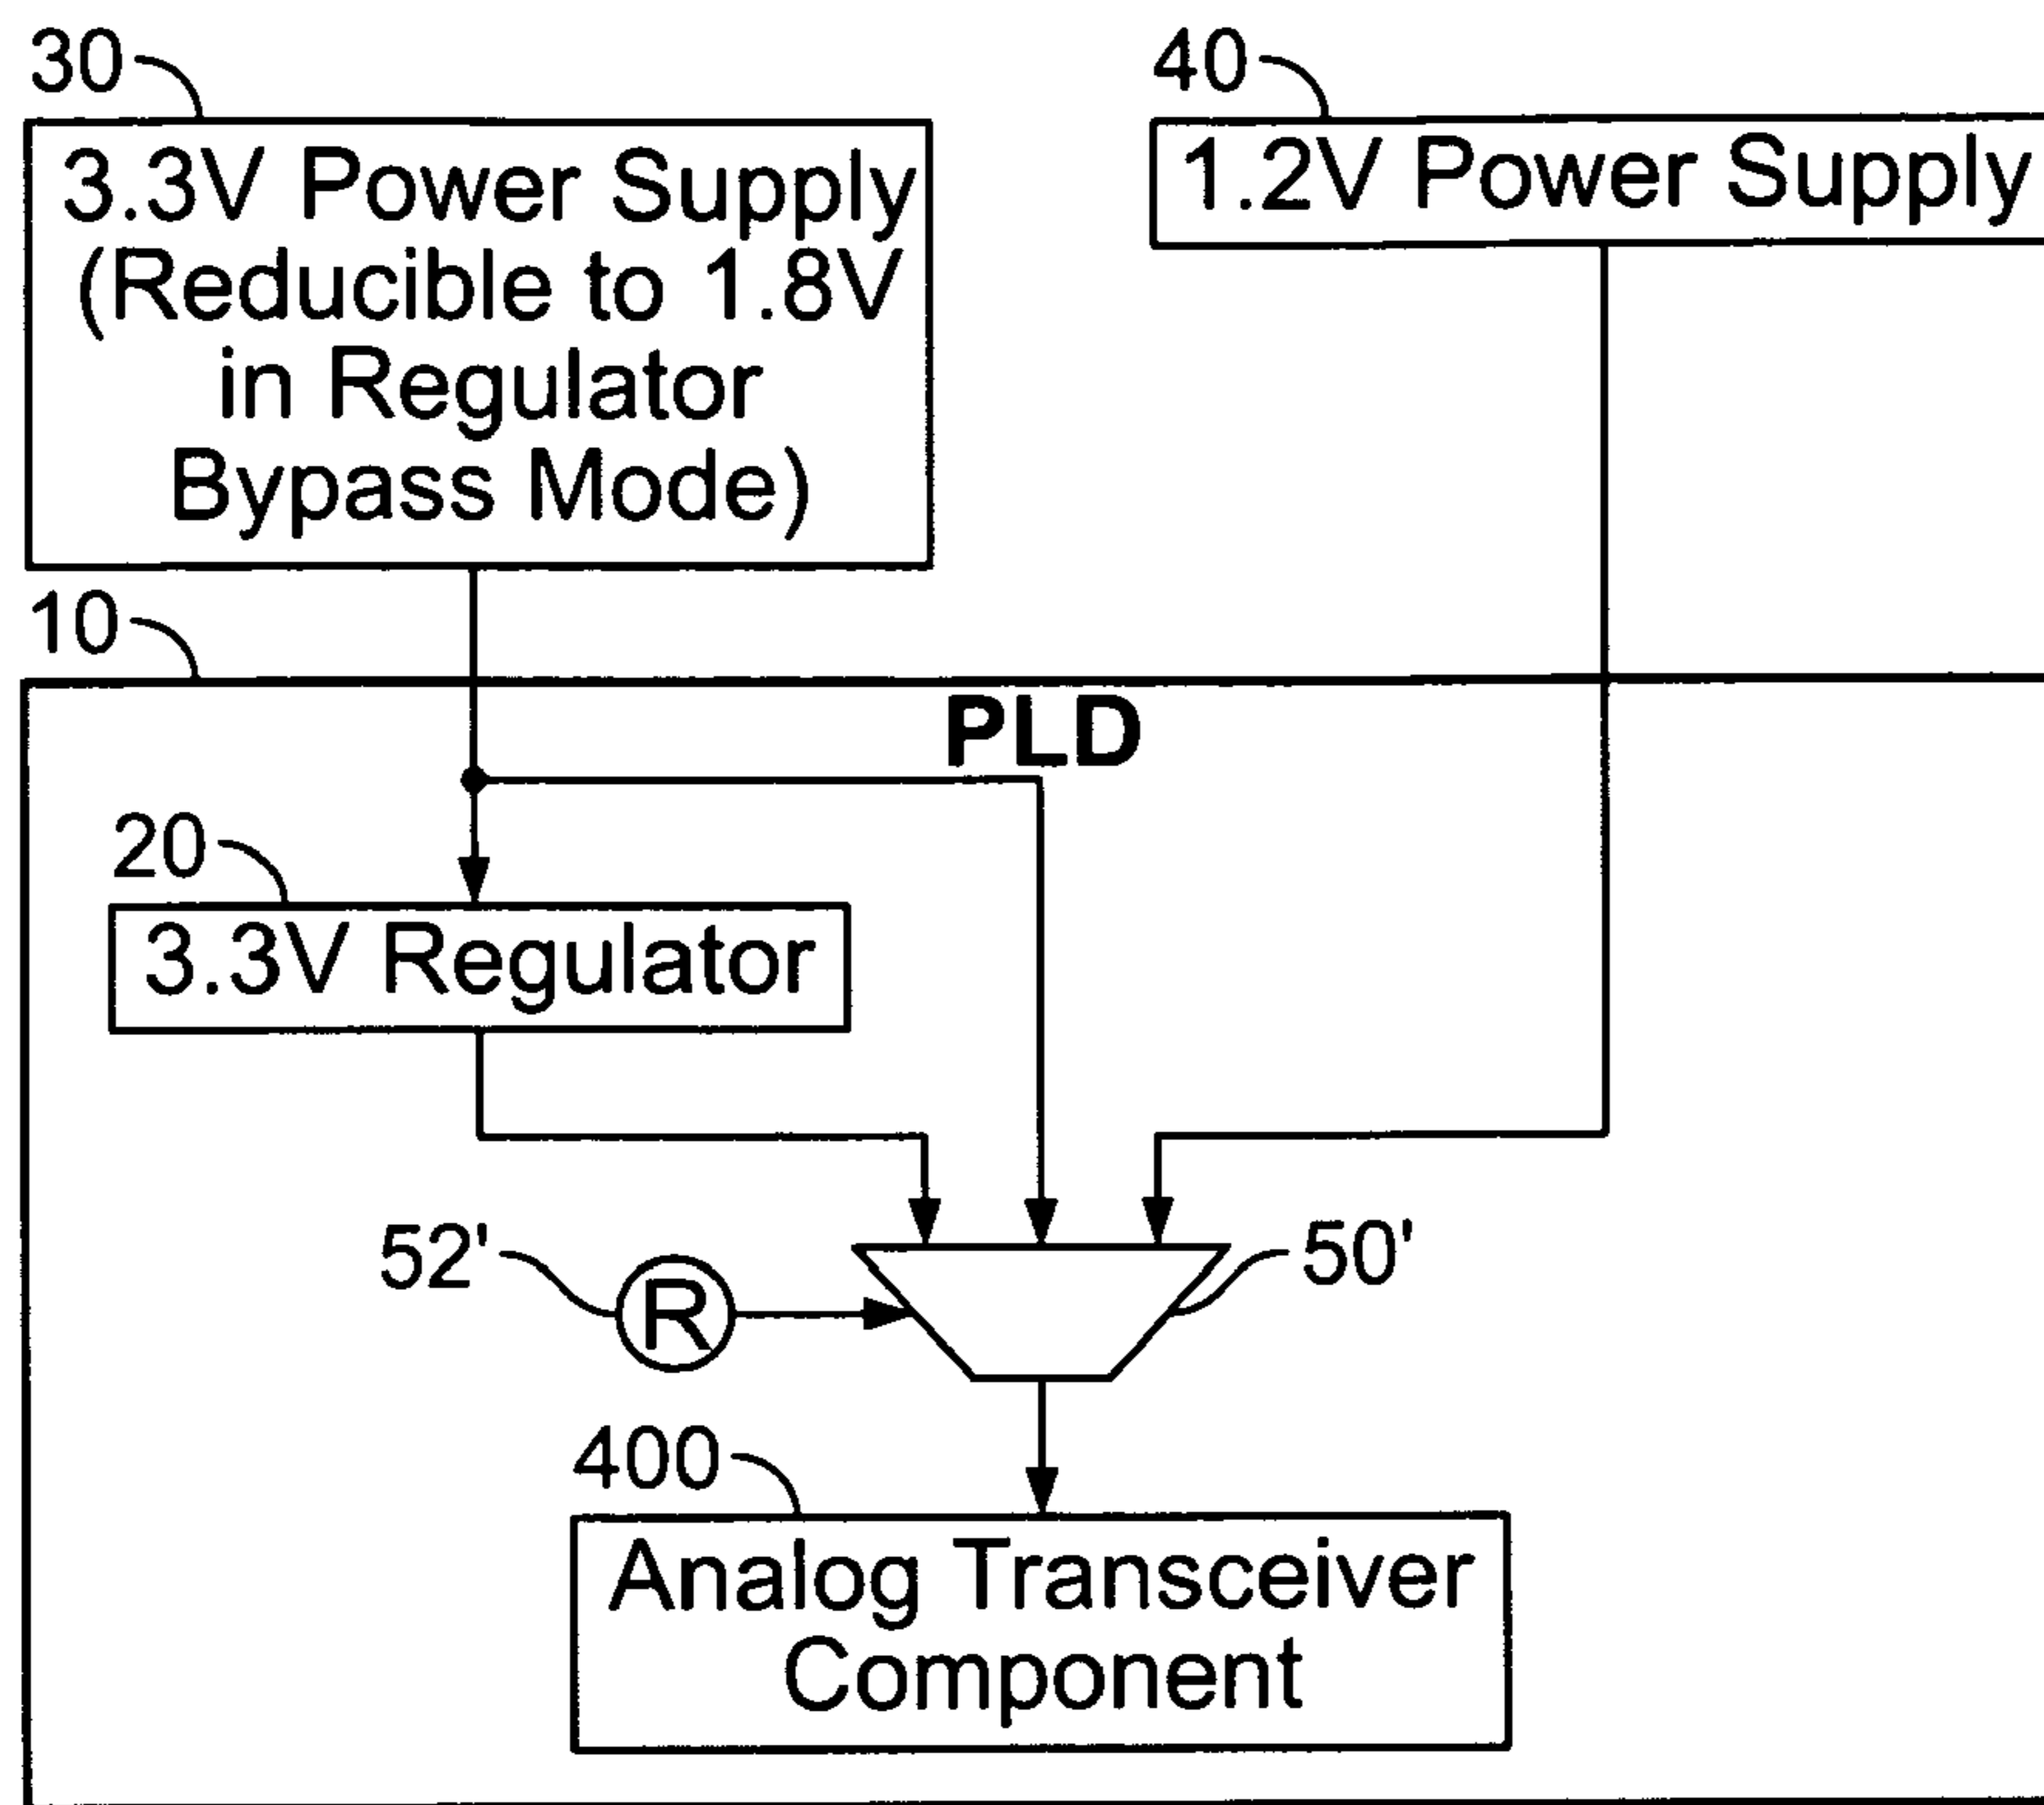 30
3.3V Power Supply
(Reducible to 1.8V
in Regulator
Bypass Mode)
40
1.2V Power Supply
10
PLD
20
3.3V Regulator
52'
R
50'
400
Analog Transceiver
Component